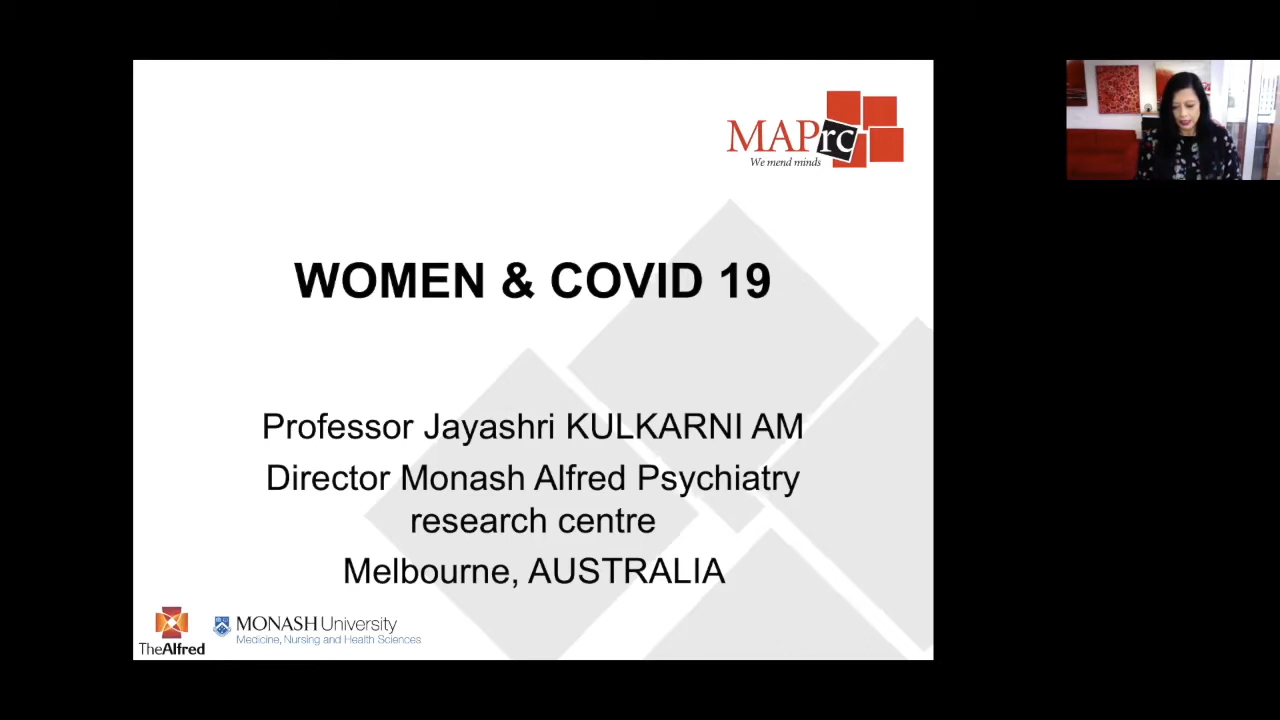 MAPrc
We mend minds
WOMEN & COVID 19
Professor Jayashri KULKARNI AM
Director Monash Alfred Psychiatry
research centre
Melbourne, AUSTRALIA
TheAlfred
MONASH University
Medicine, Nursing and Health Sciences